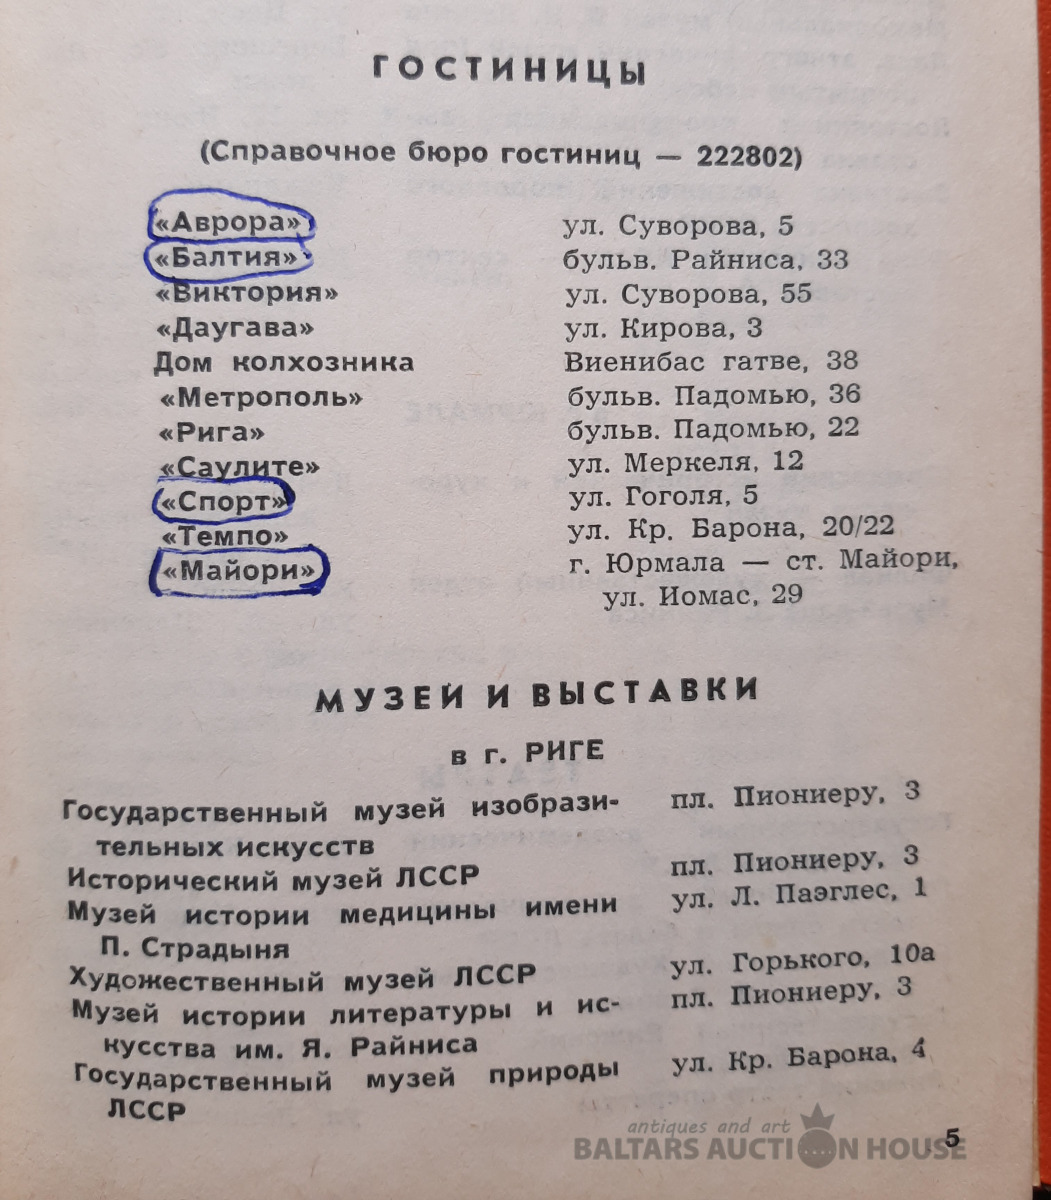 ГОСТИНИЦЫ
(Справочное бюро гостиниц — 222802)
«Аврора» ул. Суворова, 5
«Балтия» бульв. Райниса, 33
«Виктория» ул. Суворова, 55
«Даугава» ул. Кирова, 3
Дом колхозника Виенибас гатве, 38
«Метрополь» бульв. Падомью, 36
«Рига» бульв. Падомью, 22
«Саулите» ул. Меркеля, 12
«Спорт» ул. Гоголя, 5
«Темпо» ул. Кр. Барона, 20/22
«Майори» г. Юрмала — ст. Майори,
ул. Иомас, 29
МУЗЕИ И ВЫСТАВКИ
в г. РИГЕ
Государственный музей изобрази- пл. Пиониеру, 3
тельных искусств
Исторический музей ЛССР пл. Пиониеру, 3
Музей истории медицины имени ул. Л. Паэглес, 1
П. Страдыня
Художественный музей ЛССР ул. Горького, 10а
Музей истории литературы и ис- пл. Пиониеру, 3
кусства им. Я. Райниса
Государственный музей природы ул. Кр. Барона, 4
ЛССР
antiques and art
BALTARS AUCTION HOUSE
5